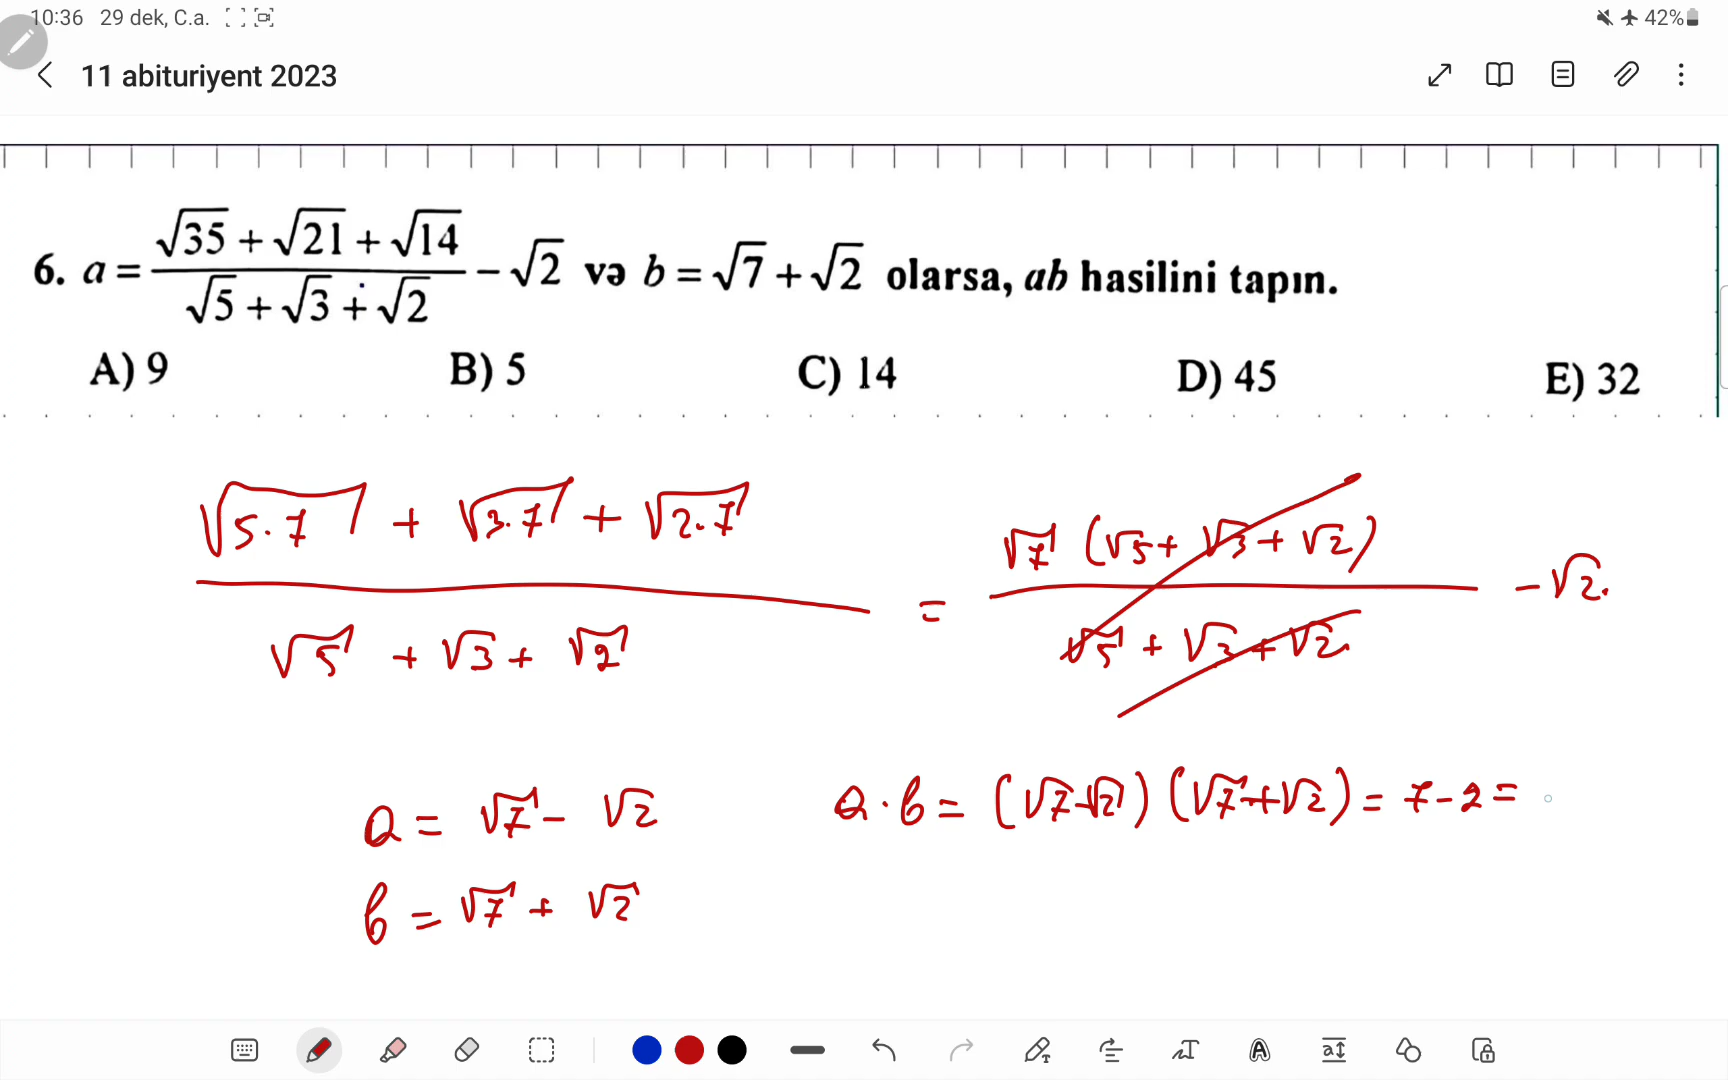 10:36 29 dek, C.a. 42%
11 abituriyent 2023
6. a = (√35 + √21 + √14)/(√5 + √3 + √2) − √2 və b = √7 + √2 olarsa, ab hasilini tapın.
A) 9 B) 5 C) 14 D) 45 E) 32
(√5·7 + √3·7 + √2·7)/(√5 + √3 + √2) = √7 (√5 + √3 + √2)/(√5 + √3 + √2) − √2.
a = √7 − √2 a · b = (√7 − √2) (√7 + √2) = 7 − 2 =
b = √7 + √2